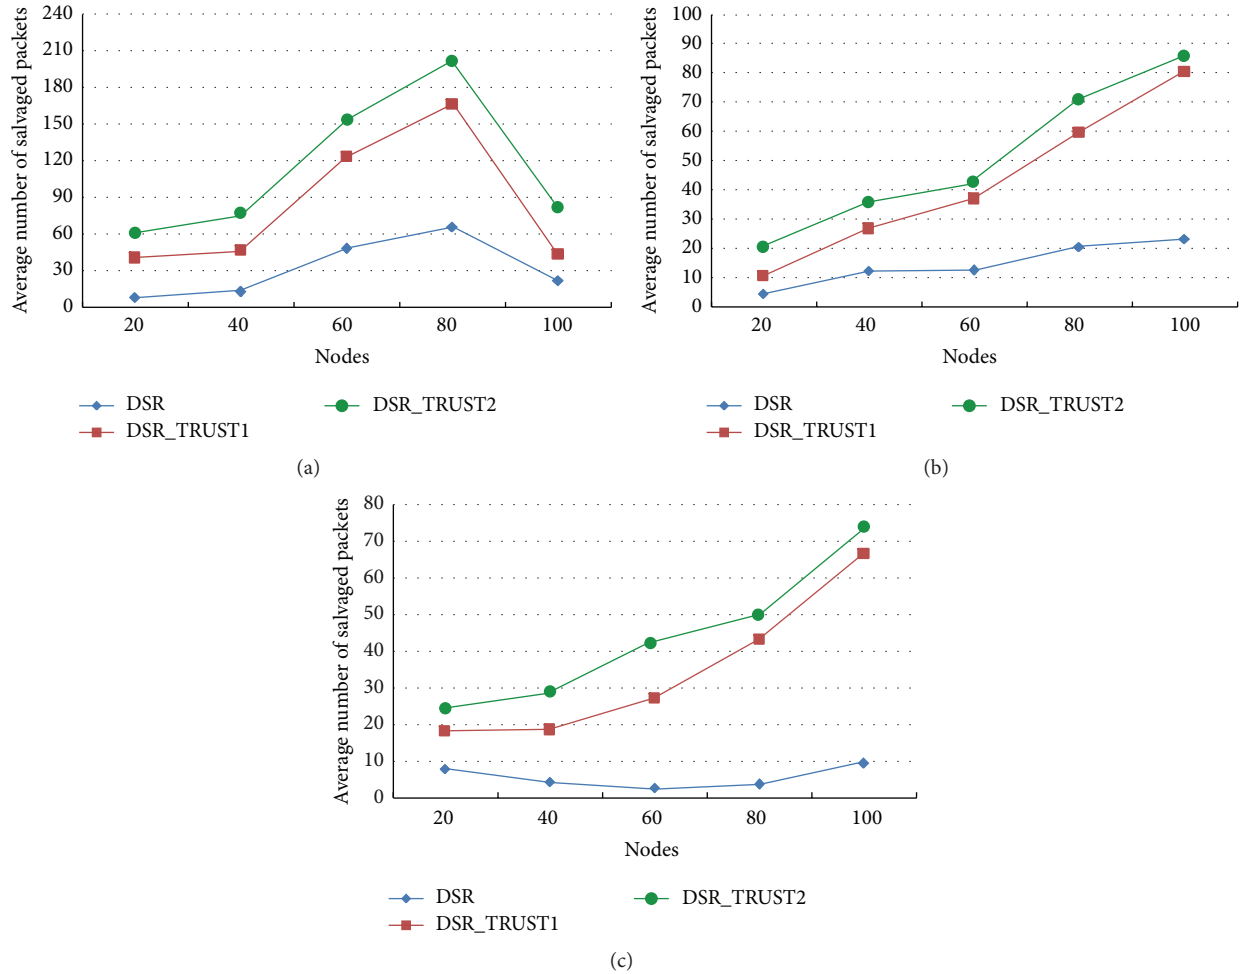 Average number of salvaged packets
240
210
180
150
120
90
60
30
0
20 40 60 80 100
Nodes
DSR
DSR_TRUST2
DSR_TRUST1
(a)
Average number of salvaged packets
100
90
80
70
60
50
40
30
20
10
0
20 40 60 80 100
Nodes
DSR
DSR_TRUST2
DSR_TRUST1
(b)
Average number of salvaged packets
80
70
60
50
40
30
20
10
0
20 40 60 80 100
Nodes
DSR
DSR_TRUST2
DSR_TRUST1
(c)